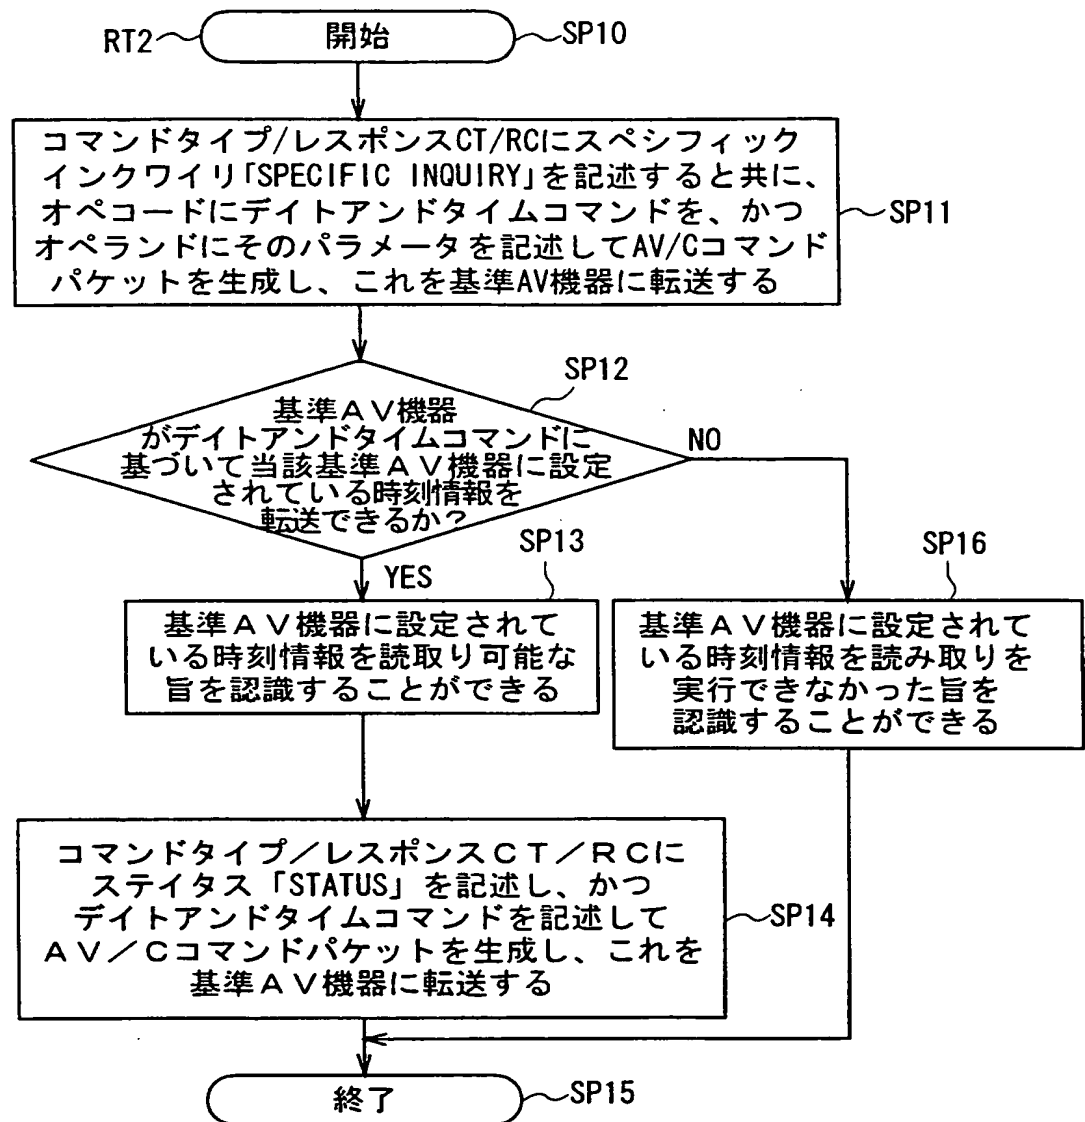 RT2
開始
SP10
コマンドタイプ/レスポンスCT/RCにスペシフィック
インクワイリ「SPECIFIC INQUIRY」を記述すると共に、
オペコードにデイトアンドタイムコマンドを、かつ
オペランドにそのパラメータを記述してAV/Cコマンド
パケットを生成し、これを基準AV機器に転送する
SP11
SP12
基準ＡＶ機器
がデイトアンドタイムコマンドに
基づいて当該基準ＡＶ機器に設定
されている時刻情報を
転送できるか?
NO
YES
SP13
基準ＡＶ機器に設定されて
いる時刻情報を読取り可能な
旨を認識することができる
SP16
基準ＡＶ機器に設定されて
いる時刻情報を読み取りを
実行できなかった旨を
認識することができる
コマンドタイプ／レスポンスＣＴ／ＲＣに
ステイタス「STATUS」を記述し、かつ
デイトアンドタイムコマンドを記述して
ＡＶ／Ｃコマンドパケットを生成し、これを
基準ＡＶ機器に転送する
SP14
終了
SP15